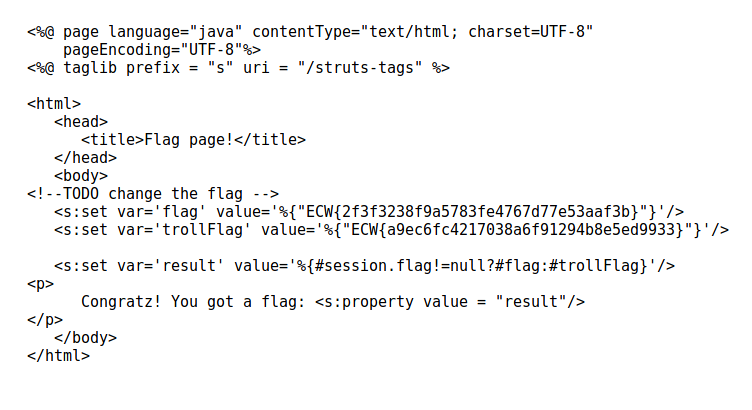 <%@ page language="java" contentType="text/html; charset=UTF-8"
    pageEncoding="UTF-8"%>
<%@ taglib prefix = "s" uri = "/struts-tags" %>
<html>
   <head>
      <title>Flag page!</title>
   </head>
   <body>
<!--TODO change the flag -->
   <s:set var='flag' value='%{"ECW{2f3f3238f9a5783fe4767d77e53aaf3b}"}'/>
   <s:set var='trollFlag' value='%{"ECW{a9ec6fc4217038a6f91294b8e5ed9933}"}'/>
   <s:set var='result' value='%{#session.flag!=null?#flag:#trollFlag}'/>
<p>
      Congratz! You got a flag: <s:property value = "result"/>
</p>
   </body>
</html>